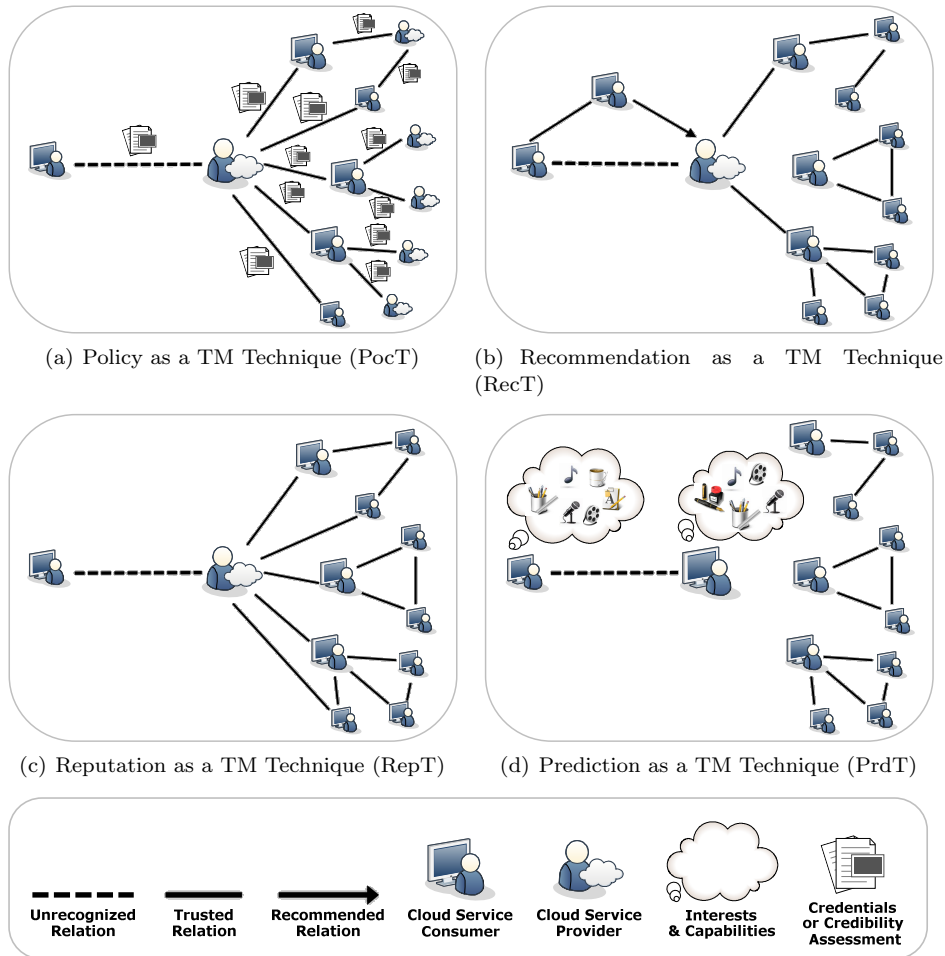 (a) Policy as a TM Technique (PocT)
(b) Recommendation as a TM Technique
(RecT)
(c) Reputation as a TM Technique (RepT)
(d) Prediction as a TM Technique (PrdT)
Unrecognized
Relation
Trusted
Relation
Recommended
Relation
Cloud Service
Consumer
Cloud Service
Provider
Interests
& Capabilities
Credentials
or Credibility
Assessment